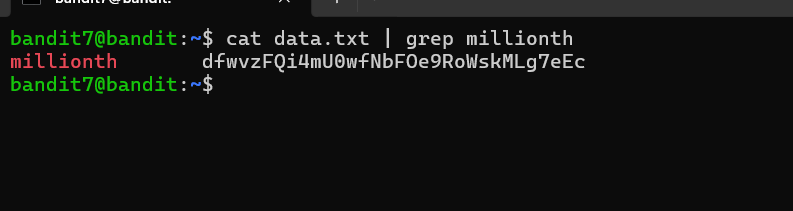 bandit7@bandit:~$ cat data.txt | grep millionth
millionth       dfwvzFQi4mU0wfNbFOe9RoWskMLg7eEc
bandit7@bandit:~$